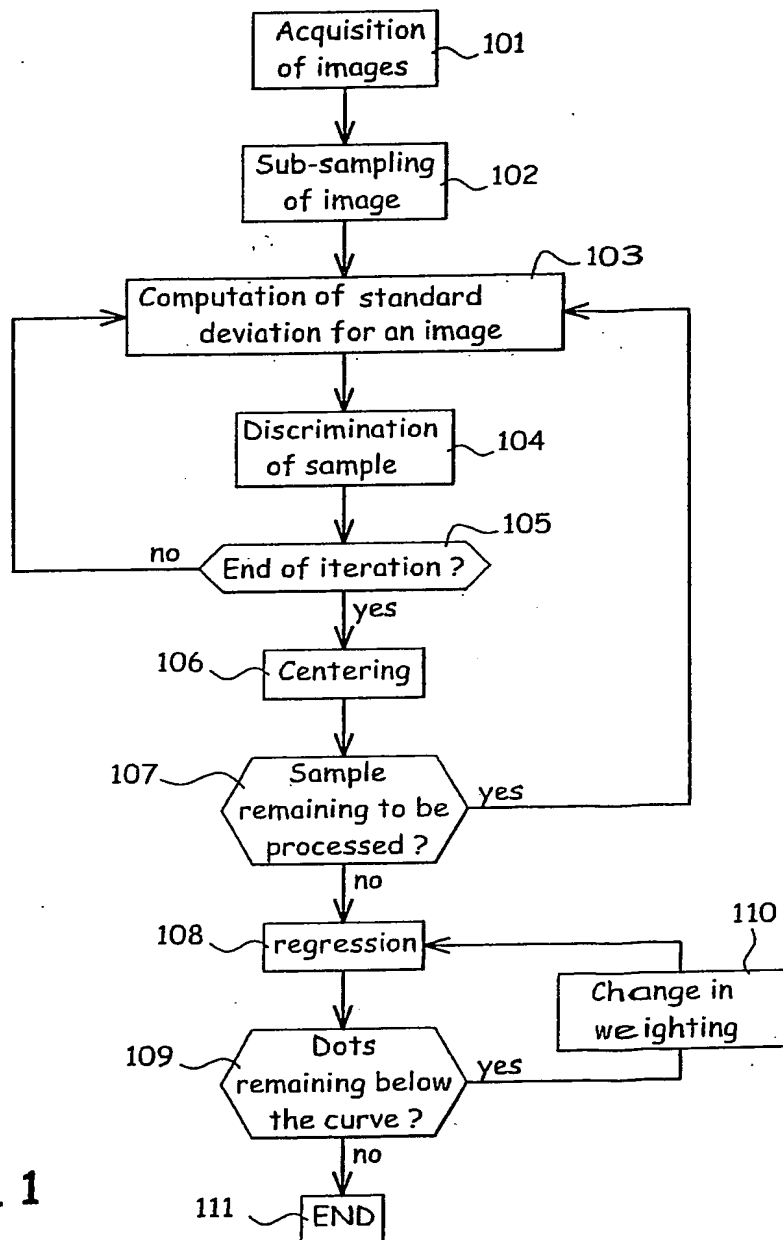 Acquisition
of images
101
Sub-sampling
of image
102
103
Computation of standard
deviation for an image
Discrimination
of sample
104
105
no
End of iteration ?
yes
106
Centering
107
Sample
remaining to be
processed ?
yes
no
108
regression
110
Change in
weighting
109
Dots
remaining below
the curve ?
yes
no
1
111
END